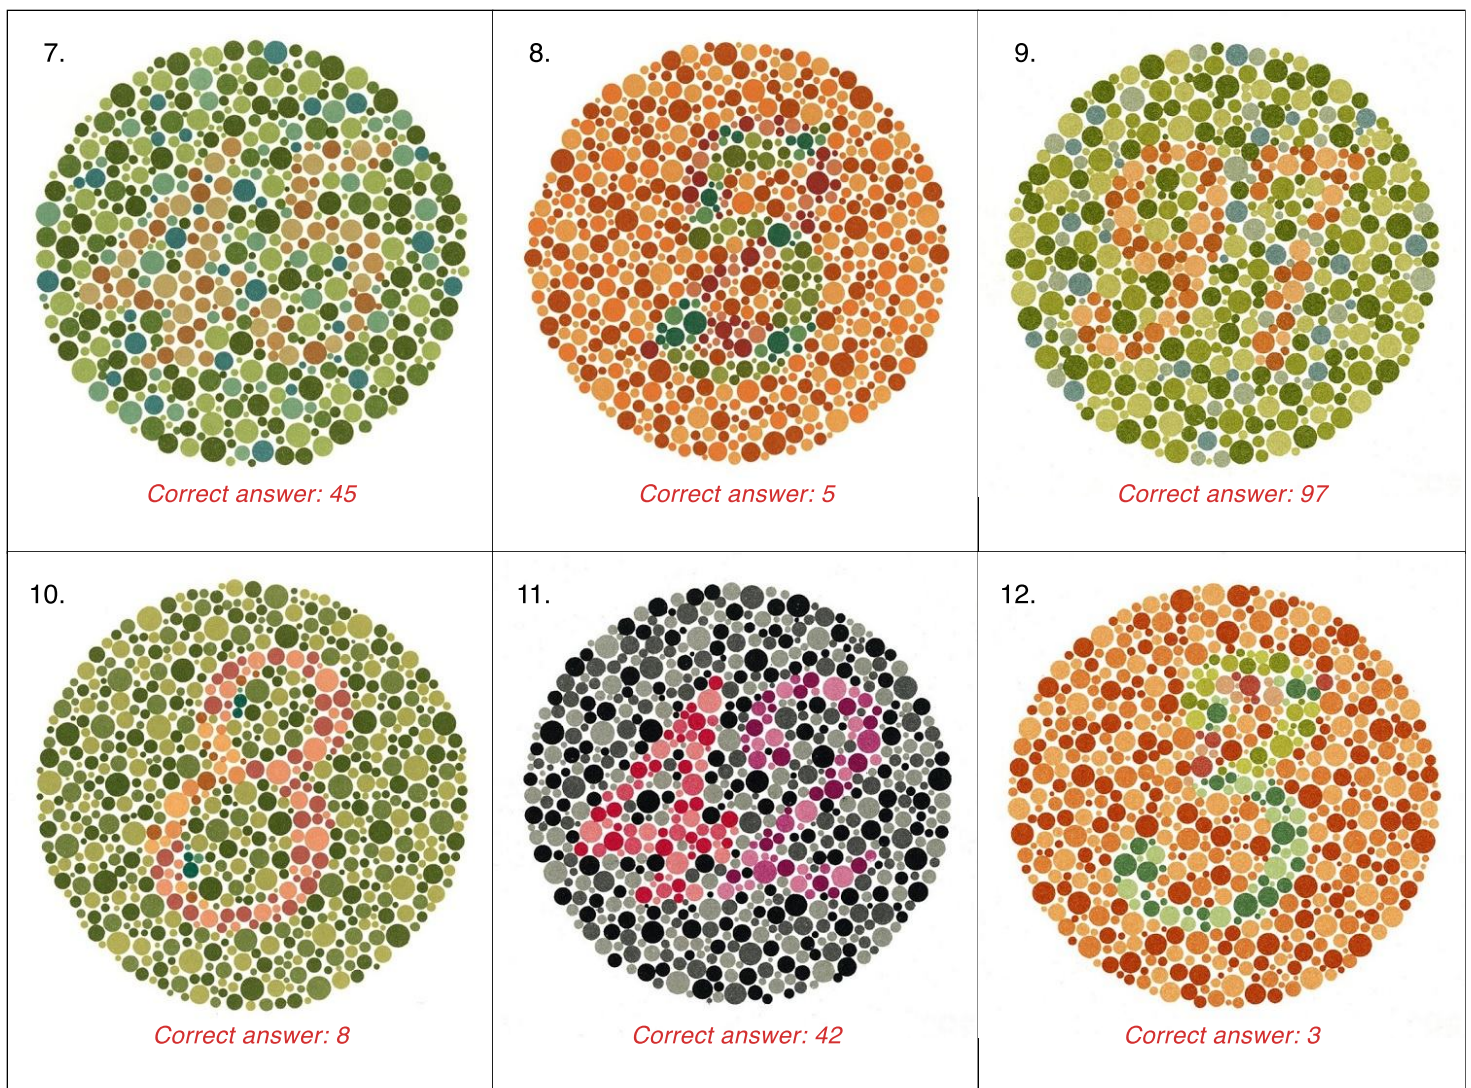 7.
8.
9.
Correct answer: 45
Correct answer: 5
Correct answer: 97
10.
11.
12.
Correct answer: 8
Correct answer: 42
Correct answer: 3